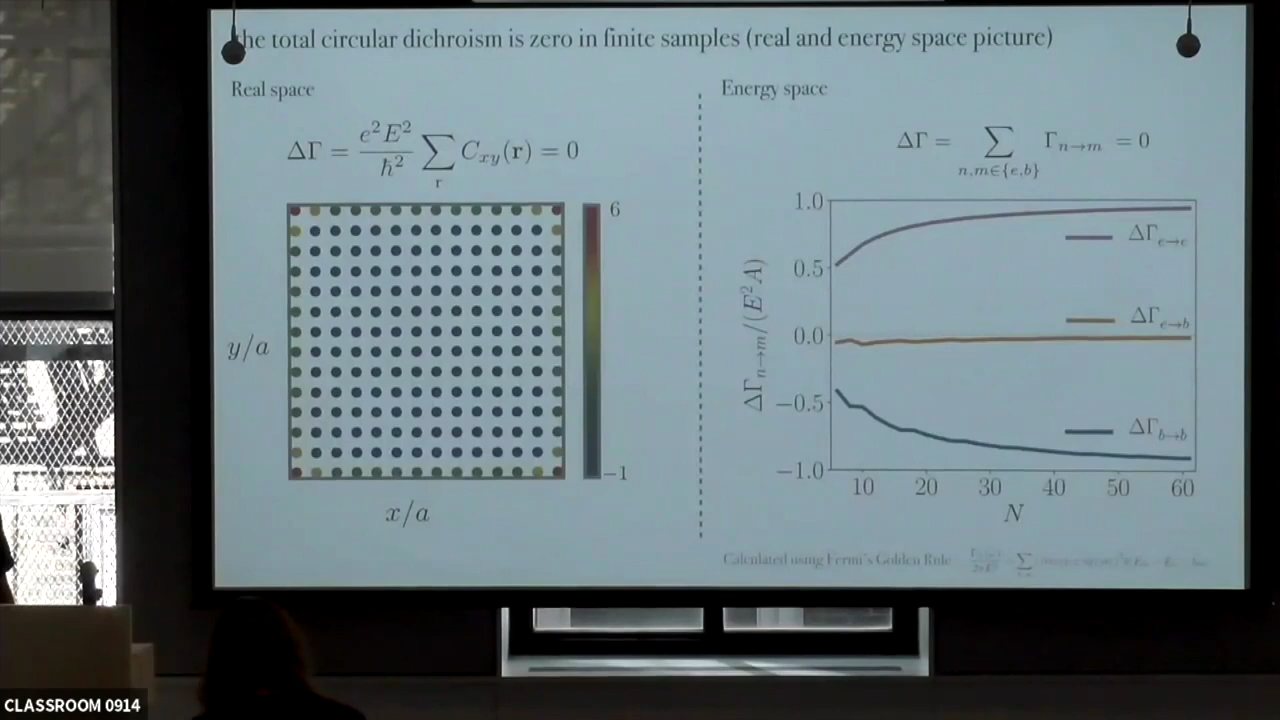 he total circular dichroism is zero in finite samples (real and energy space picture)
Real space
ΔΓ = e²E²/ħ² ∑_r C_xy(r) = 0
6
y/a
−1
x/a
Energy space
ΔΓ = ∑_{n,m∈{e,b}} Γ_{n→m} = 0
ΔΓ_{n→m}/(E²A)
1.0
0.5
0.0
−0.5
−1.0
ΔΓ_{e→e}
ΔΓ_{e→b}
ΔΓ_{b→b}
10 20 30 40 50 60
N
Calculated using Fermi's Golden Rule
CLASSROOM 0914